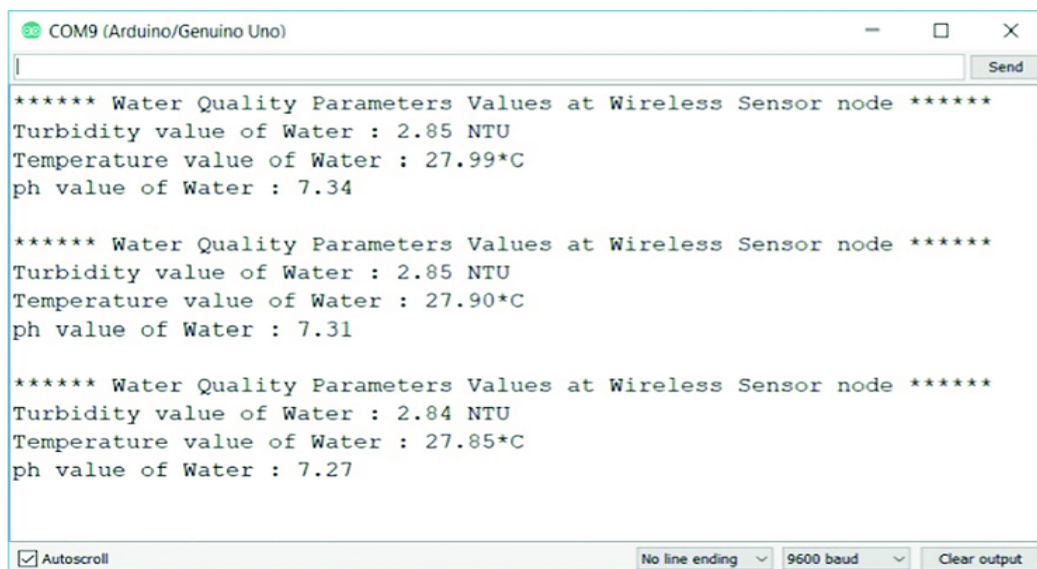 COM9 (Arduino/Genuino Uno)
Send
****** Water Quality Parameters Values at Wireless Sensor node ******
Turbidity value of Water : 2.85 NTU
Temperature value of Water : 27.99*C
ph value of Water : 7.34
****** Water Quality Parameters Values at Wireless Sensor node ******
Turbidity value of Water : 2.85 NTU
Temperature value of Water : 27.90*C
ph value of Water : 7.31
****** Water Quality Parameters Values at Wireless Sensor node ******
Turbidity value of Water : 2.84 NTU
Temperature value of Water : 27.85*C
ph value of Water : 7.27
Autoscroll No line ending 9600 baud Clear output